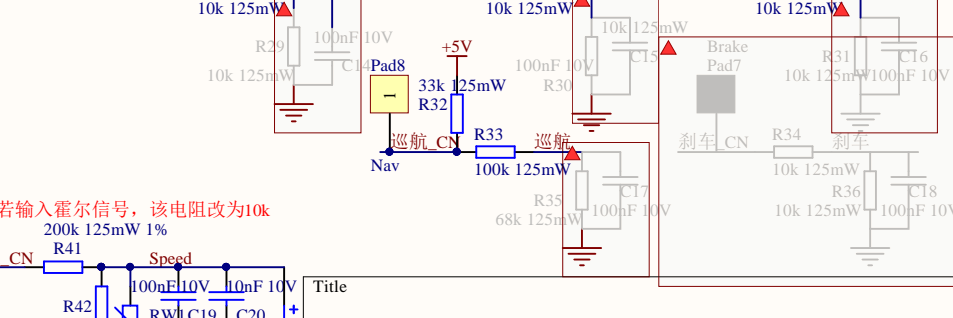 10k 125mW
10k 125mW
10k 125mW
R29
100nF 10V
C14
10k 125mW
+5V
Pad8
1
33k 125mW
R32
巡航_CN
Nav
R33
100k 125mW
巡航
10k 125mW
C15
100nF 10V
R30
Brake
Pad7
R31
C16
10k 125mW
100nF 10V
刹车_CN
R34
10k 125mW
刹车
R35
C17
100nF 10V
68k 125mW
R36
C18
10k 125mW
100nF 10V
若输入霍尔信号，该电阻改为10k
200k 125mW 1%
_CN
R41
Speed
100nF 10V
10nF 10V
R42
RW1
C19
C20
+
Title